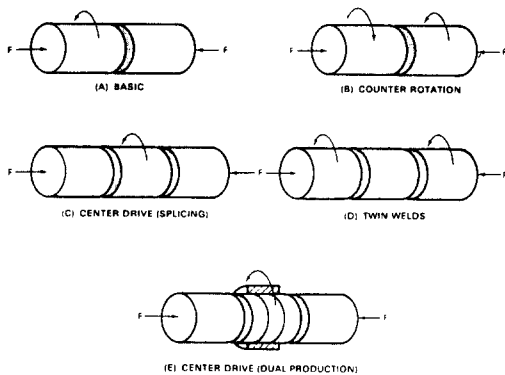 F F
(A) BASIC
F F
(B) COUNTER ROTATION
F F
(C) CENTER DRIVE (SPLICING)
F
(D) TWIN WELDS
F F
(E) CENTER DRIVE (DUAL PRODUCTION)